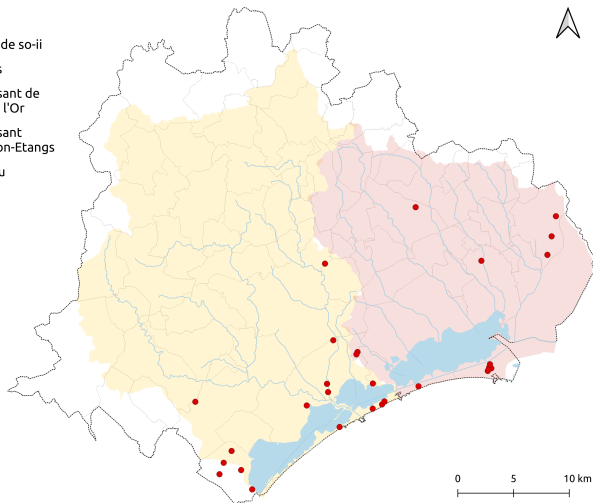 de so-ii
s
sant de
l'Or
sant
on-Etangs
u
0 5 10 km